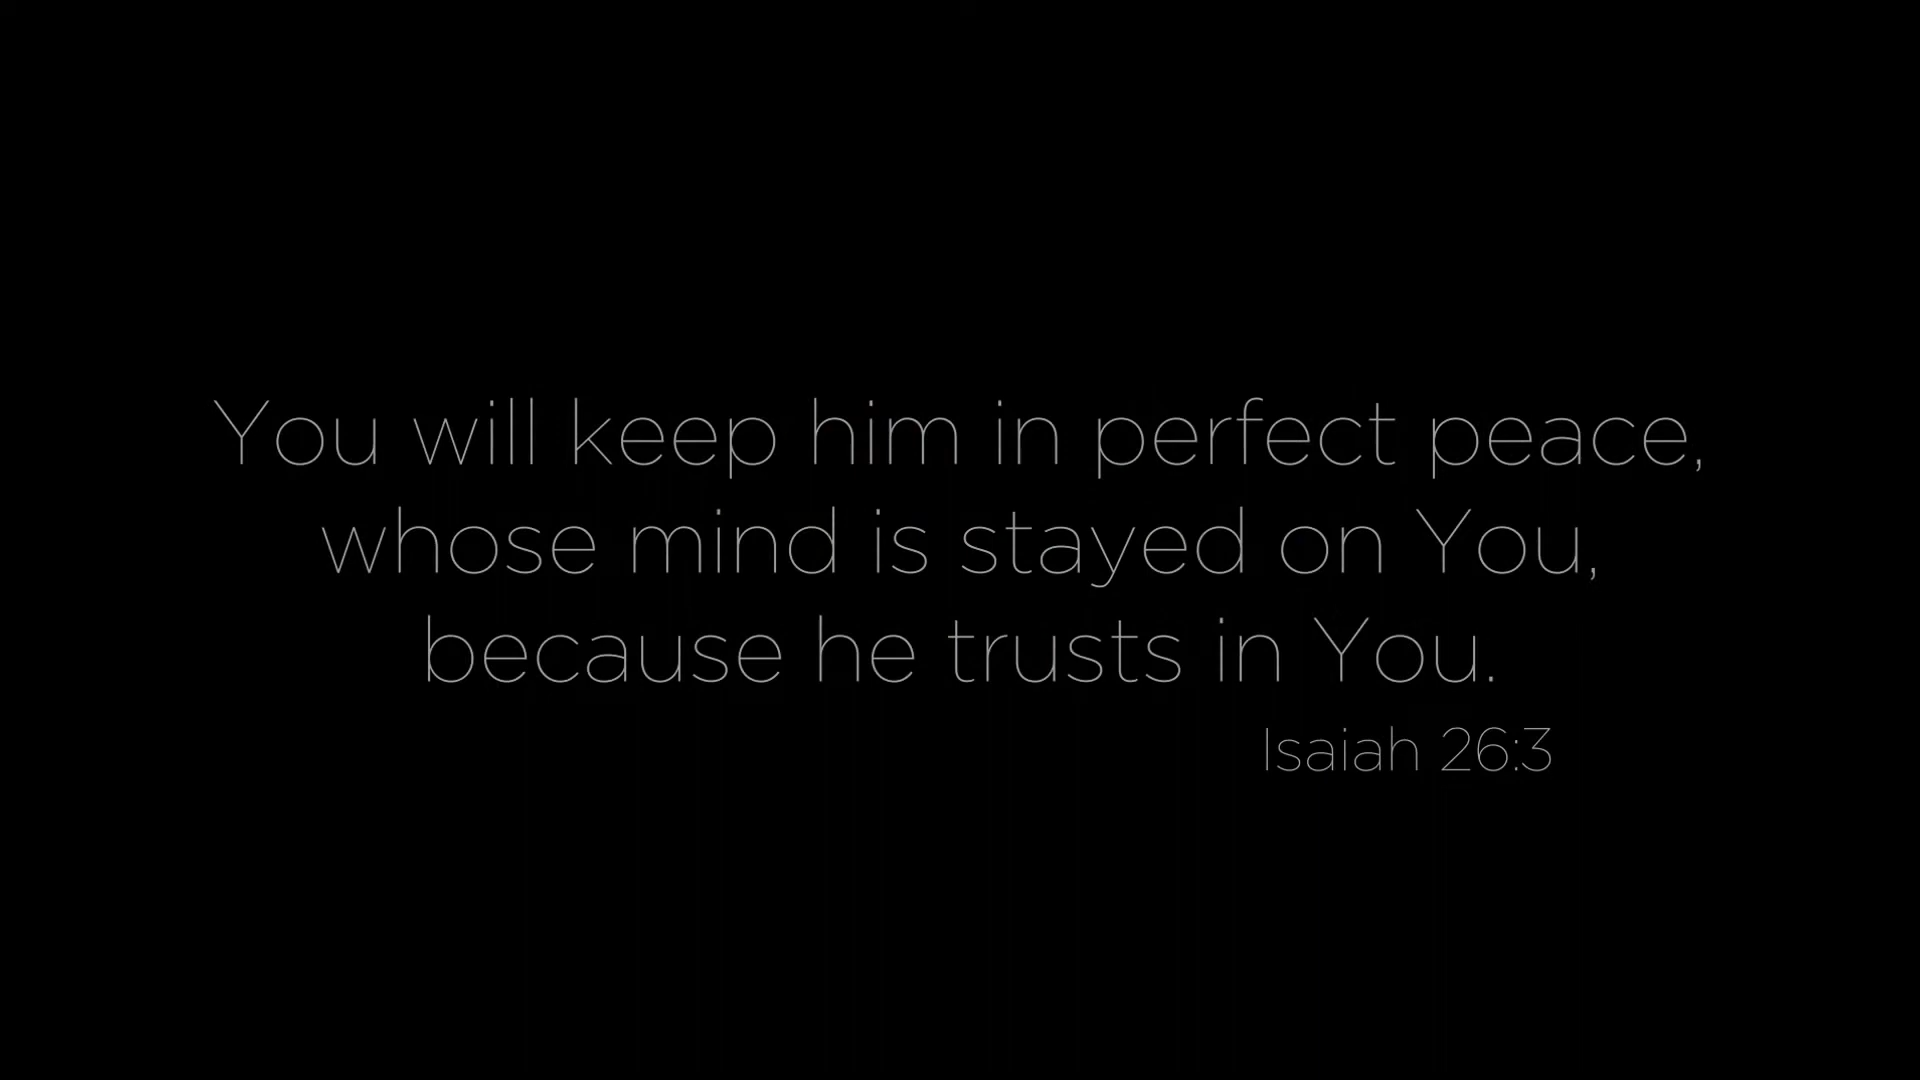 You will keep him in perfect peace,
whose mind is stayed on You,
because he trusts in You.
Isaiah 26:3